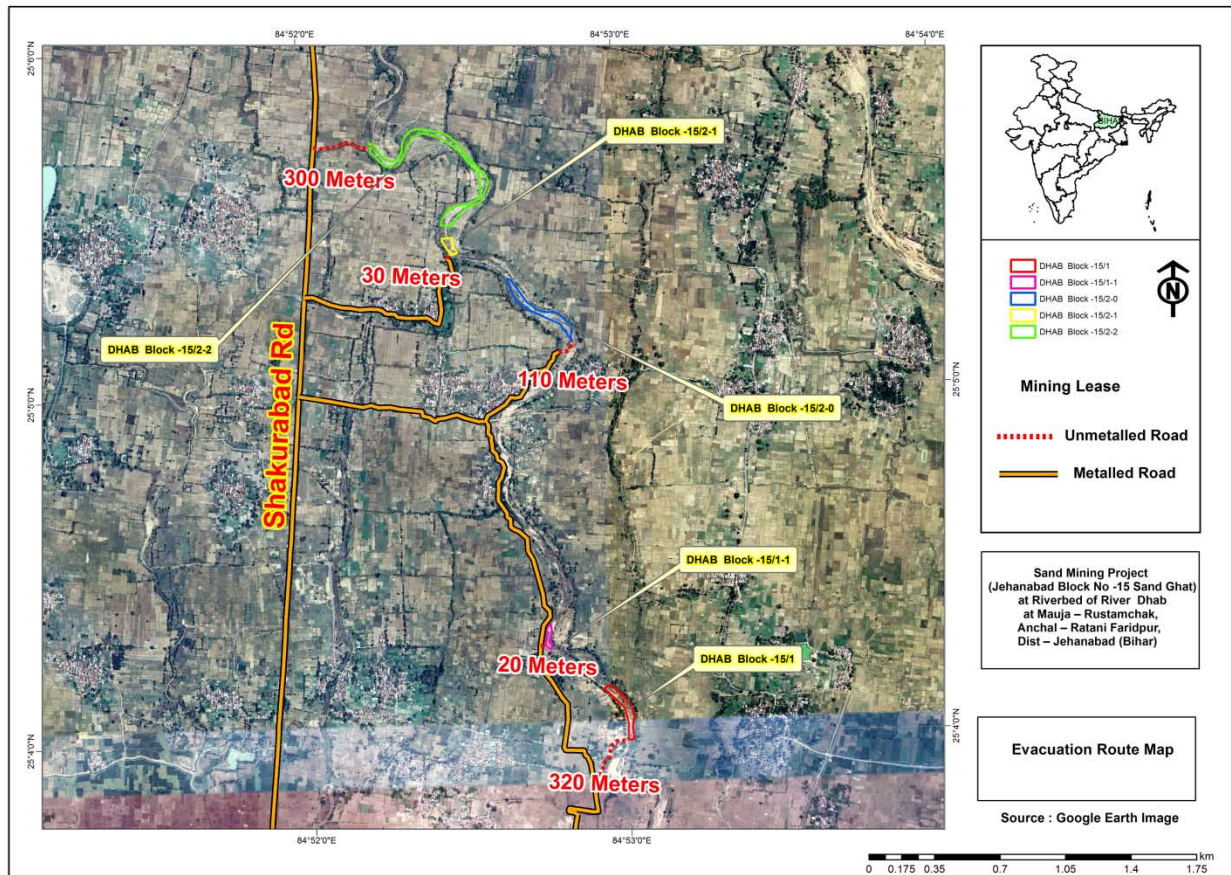 84°52'0"E
84°53'0"E
84°54'0"E
25°6'0"N
25°5'0"N
25°4'0"N
DHAB Block -15/2-1
300 Meters
30 Meters
DHAB Block -15/2-2
110 Meters
DHAB Block -15/2-0
Shakurabad Rd
DHAB Block -15/1-1
20 Meters
DHAB Block -15/1
320 Meters
25°5'0"N
25°4'0"N
84°52'0"E
84°53'0"E
BIHAR
DHAB Block -15/1
DHAB Block -15/1-1
DHAB Block -15/2-0
DHAB Block -15/2-1
DHAB Block -15/2-2
N
Mining Lease
Unmetalled Road
Metalled Road
Sand Mining Project
(Jehanabad Block No -15 Sand Ghat)
at Riverbed of River Dhab
at Mauja – Rustamchak,
Anchal – Ratani Faridpur,
Dist – Jehanabad (Bihar)
Evacuation Route Map
Source : Google Earth Image
km
0 0.175 0.35 0.7 1.05 1.4 1.75